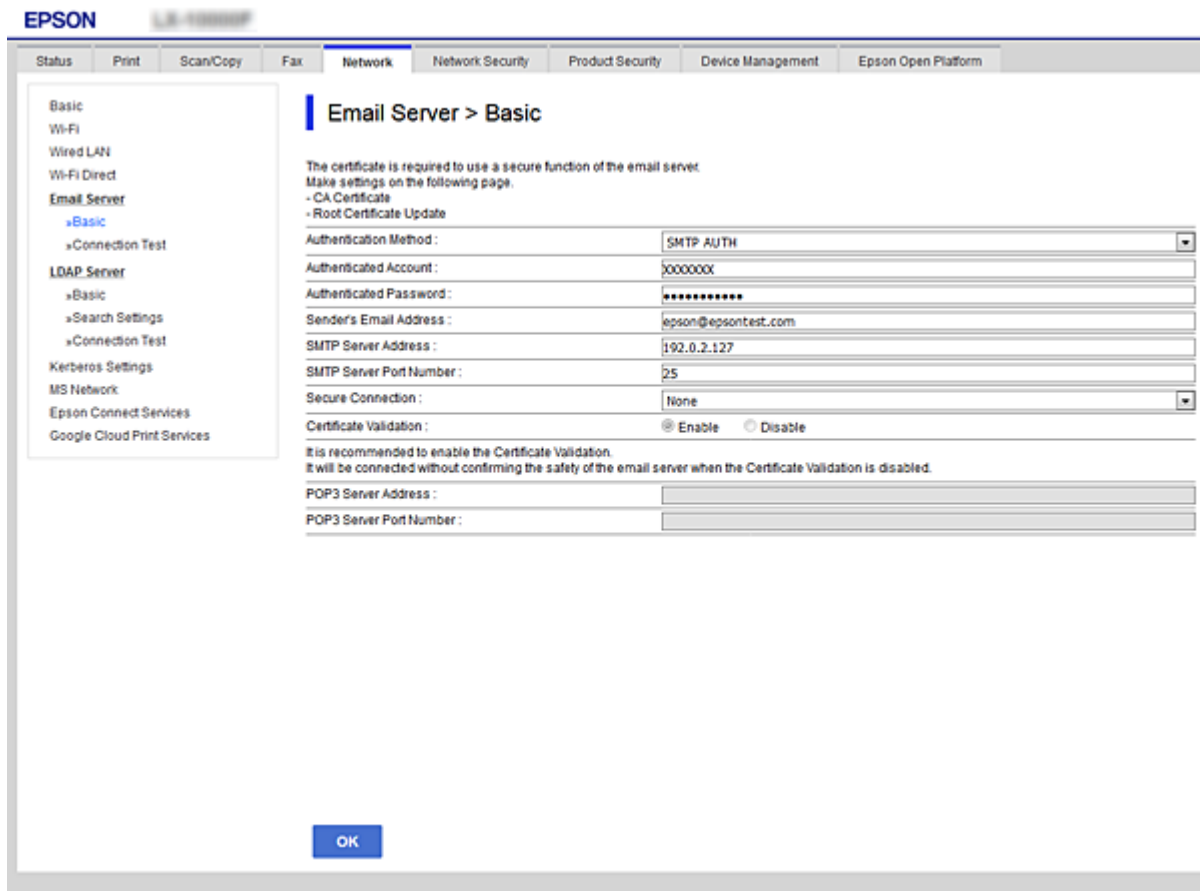 EPSON
Status Print Scan/Copy Fax Network Network Security Product Security Device Management Epson Open Platform
Basic
Wi-Fi
Wired LAN
Wi-Fi Direct
Email Server
»Basic
»Connection Test
LDAP Server
»Basic
»Search Settings
»Connection Test
Kerberos Settings
MS Network
Epson Connect Services
Google Cloud Print Services
Email Server > Basic
The certificate is required to use a secure function of the email server.
Make settings on the following page.
- CA Certificate
- Root Certificate Update
Authentication Method : SMTP AUTH
Authenticated Account : XXXXXXX
Authenticated Password : •••••••••••
Sender's Email Address : epson@epsontest.com
SMTP Server Address : 192.0.2.127
SMTP Server Port Number : 25
Secure Connection : None
Certificate Validation : Enable Disable
It is recommended to enable the Certificate Validation.
It will be connected without confirming the safety of the email server when the Certificate Validation is disabled.
POP3 Server Address :
POP3 Server Port Number :
OK